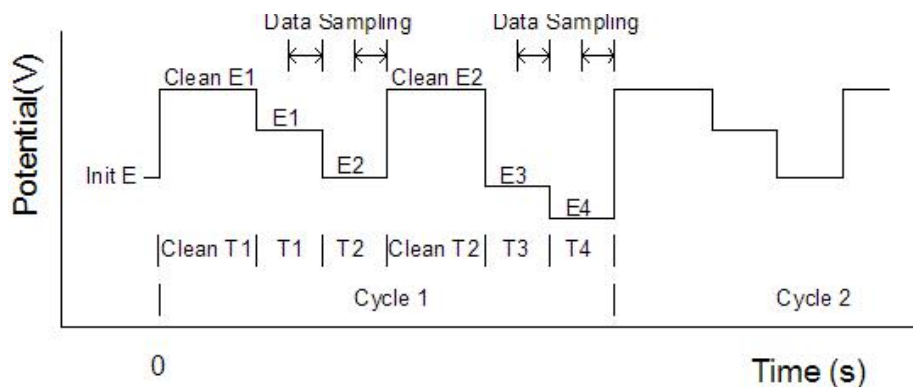 Data Sampling Data Sampling
Clean E1 Clean E2
E1
E2
E3
E4
Init E
Potential(V)
Clean T1 T1 T2 Clean T2 T3 T4
Cycle 1 Cycle 2
0
Time (s)